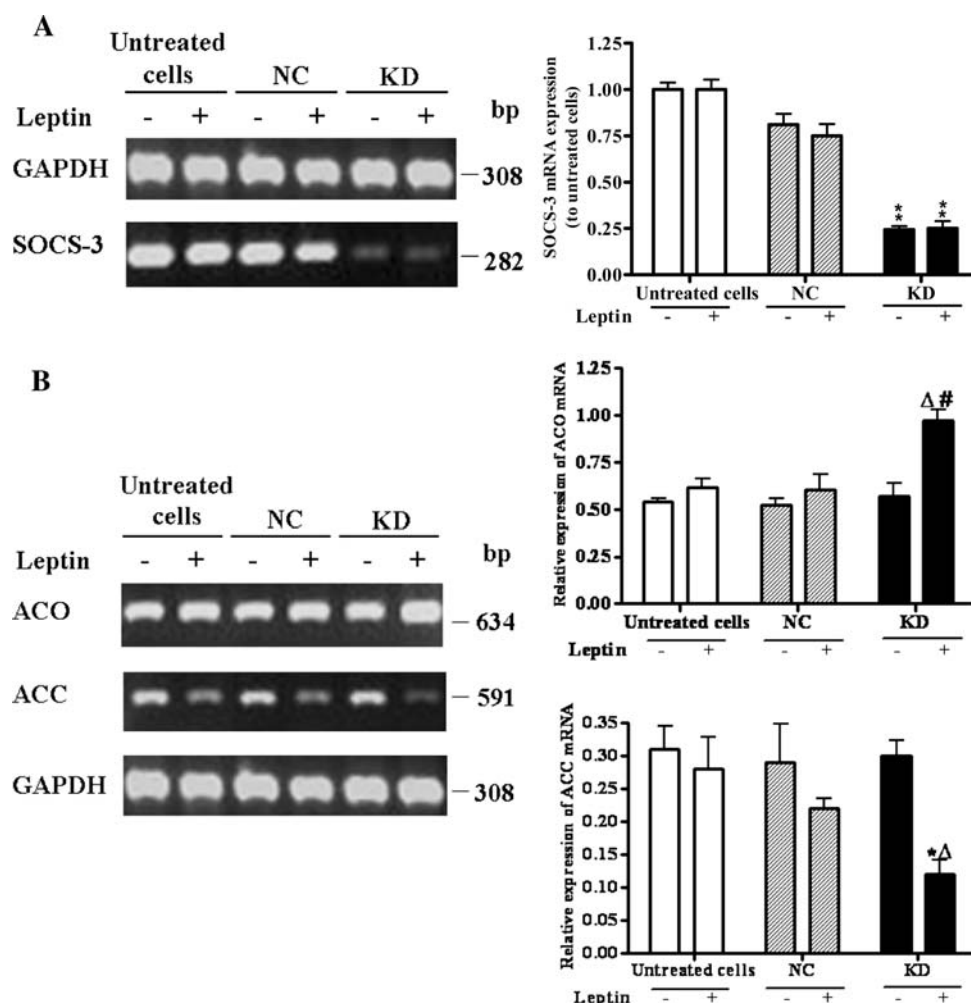 A
Untreated
cells NC KD
Leptin - + - + - + bp
GAPDH 308
SOCS-3 282
SOCS-3 mRNA expression
(to untreated cells)
1.25
1.00
0.75
0.50
0.25
0.00
** **
Untreated cells NC KD
Leptin - + - + - +
B
Untreated
cells NC KD
Leptin - + - + - + bp
ACO 634
ACC 591
GAPDH 308
Relative expression of ACO mRNA
1.25
1.00
0.75
0.50
0.25
0.00
Δ #
Untreated cells NC KD
Leptin - + - + - +
Relative expression of ACC mRNA
0.35
0.30
0.25
0.20
0.15
0.10
0.05
0.00
*Δ
Untreated cells NC KD
Leptin - + - + - +